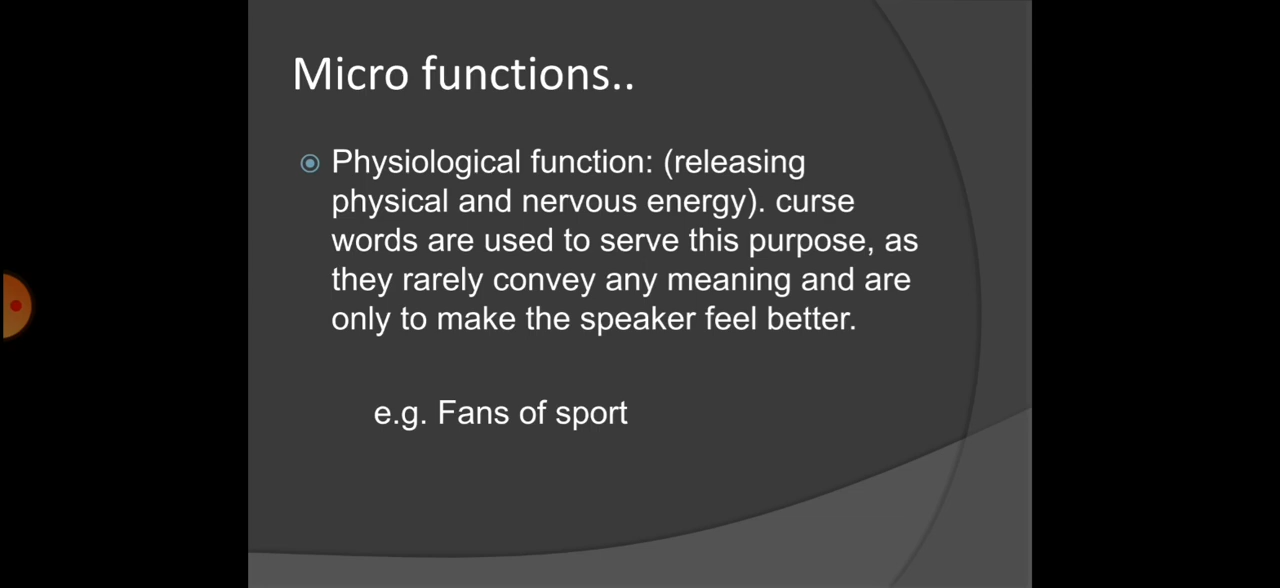 Micro functions..
Physiological function: (releasing
physical and nervous energy). curse
words are used to serve this purpose, as
they rarely convey any meaning and are
only to make the speaker feel better.
e.g. Fans of sport